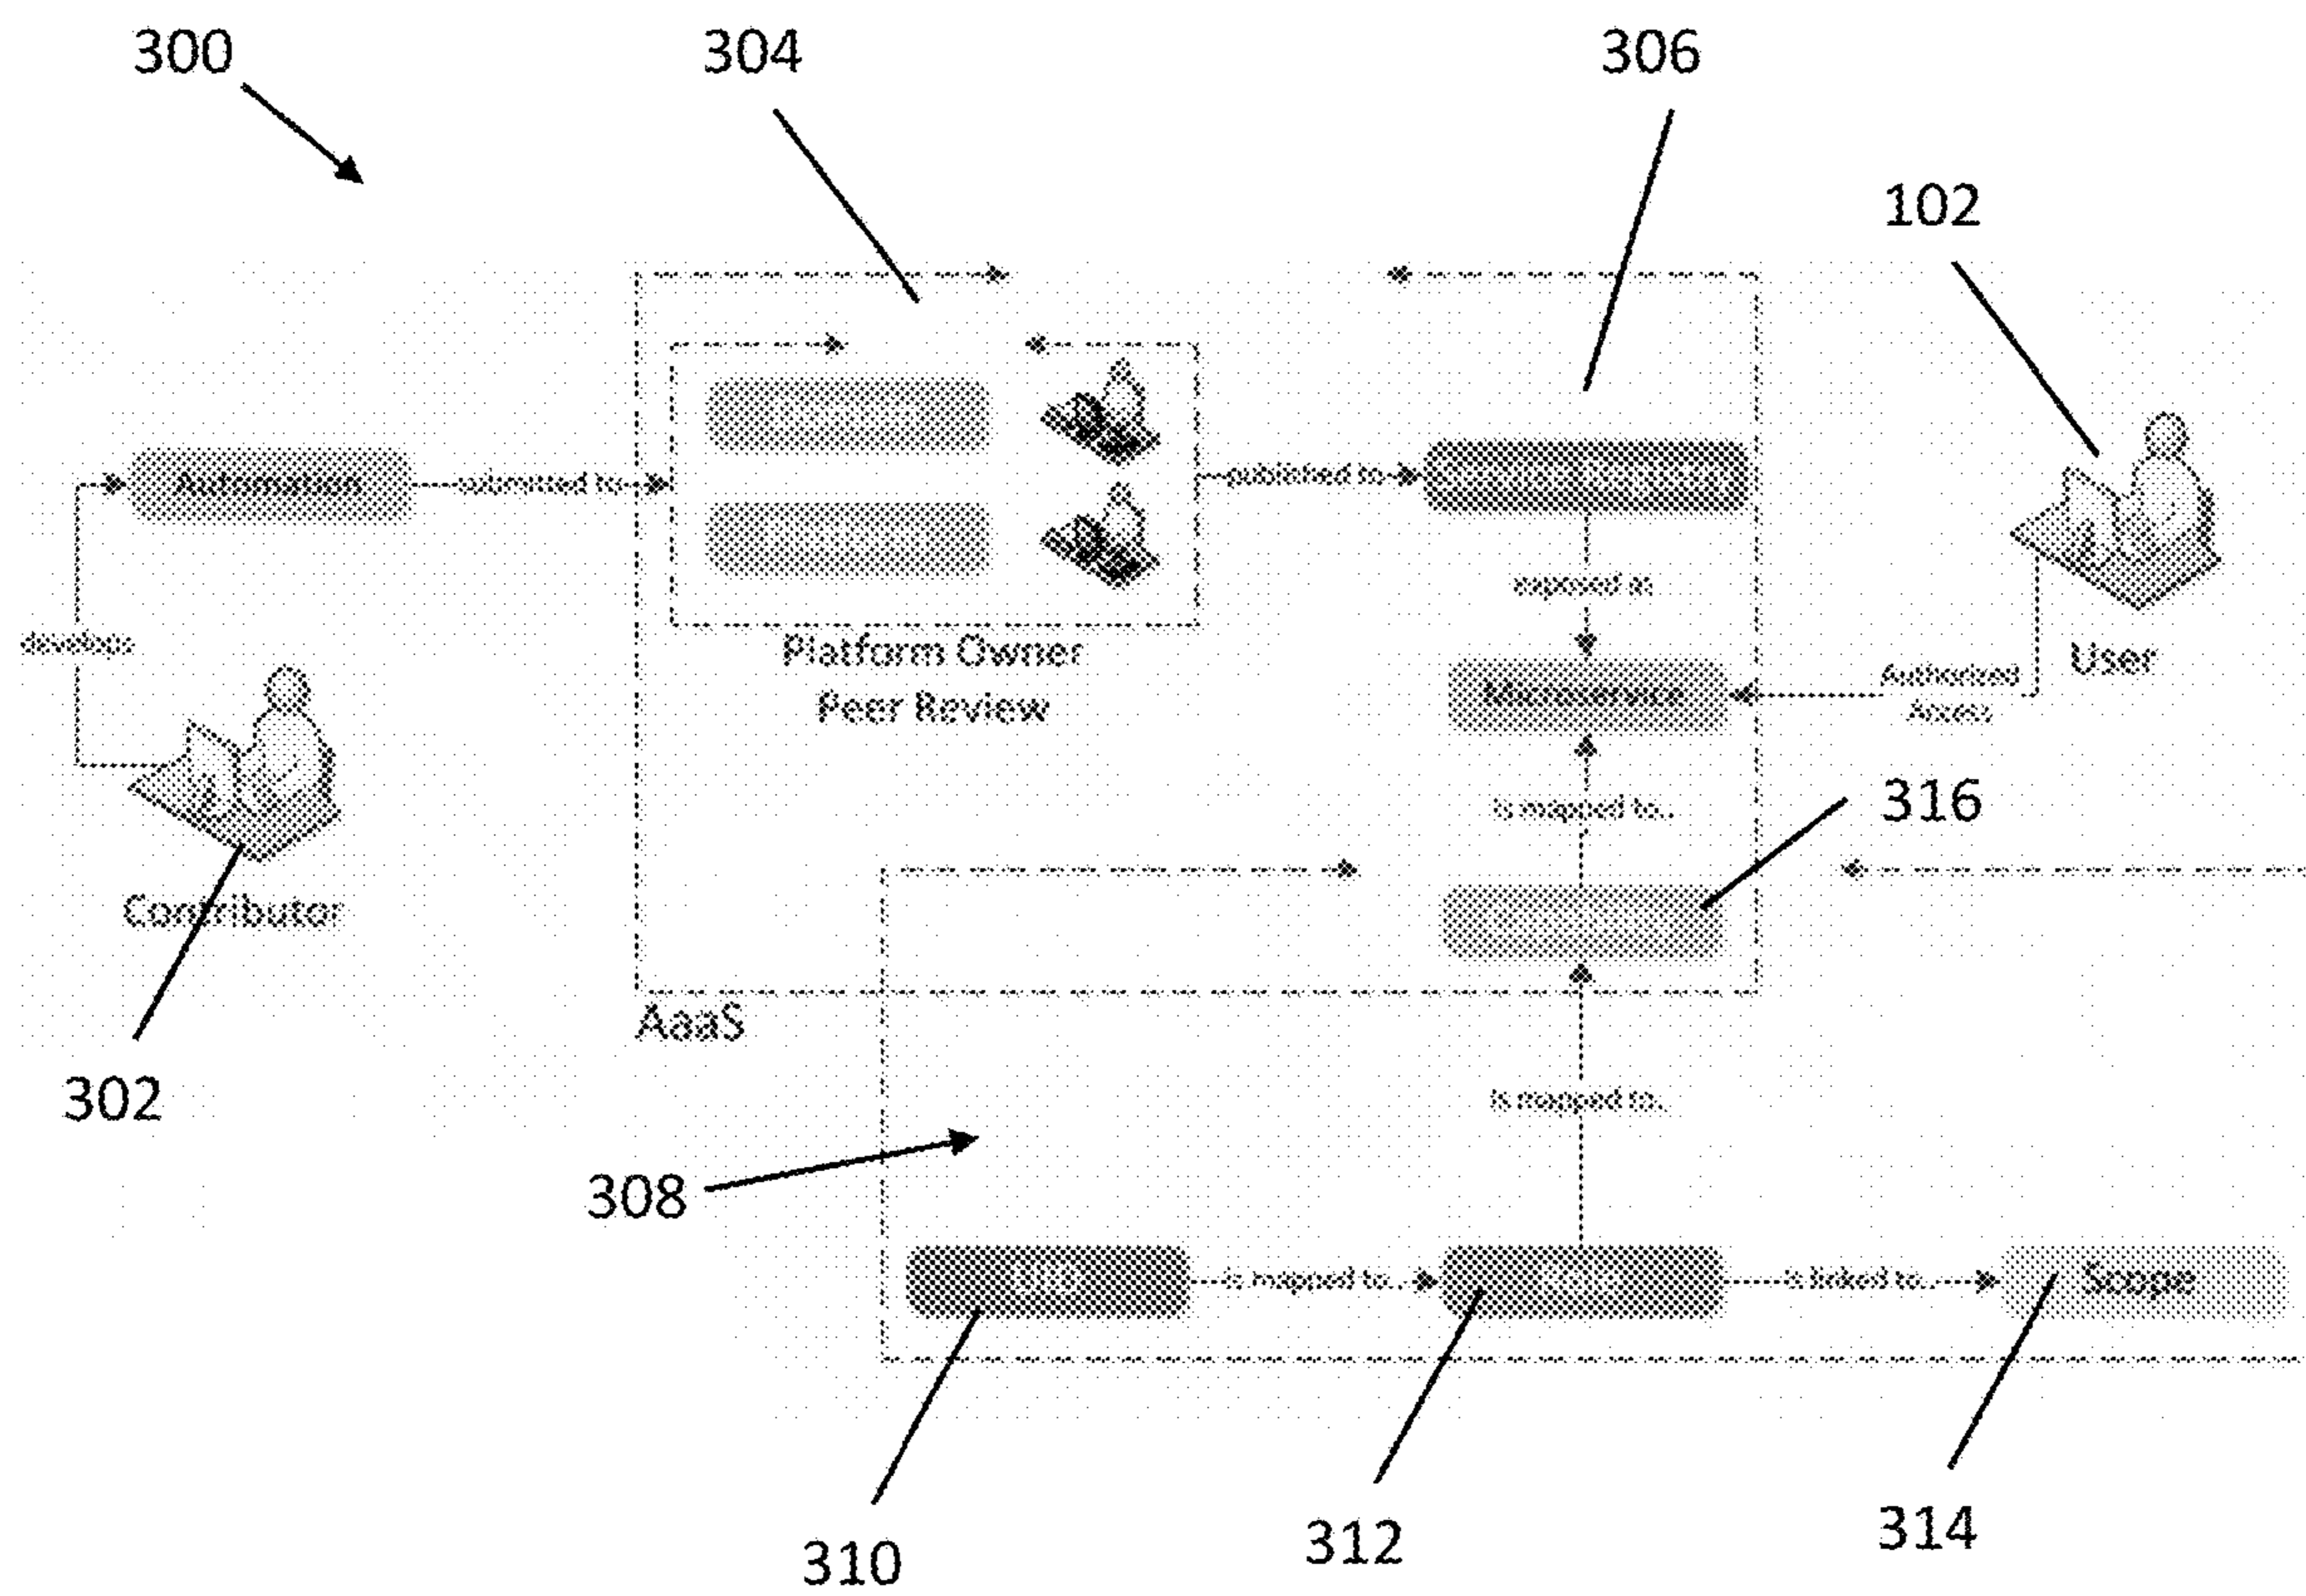 300
304
306
102
Automation
submitted to
published to
exposed as
develops
Platform Owner
Peer Review
Microservice
Authorized
Access
User
is mapped to..
316
Contributor
AaaS
302
is mapped to..
308
is mapped to..
is linked to..
Scope
310
312
314